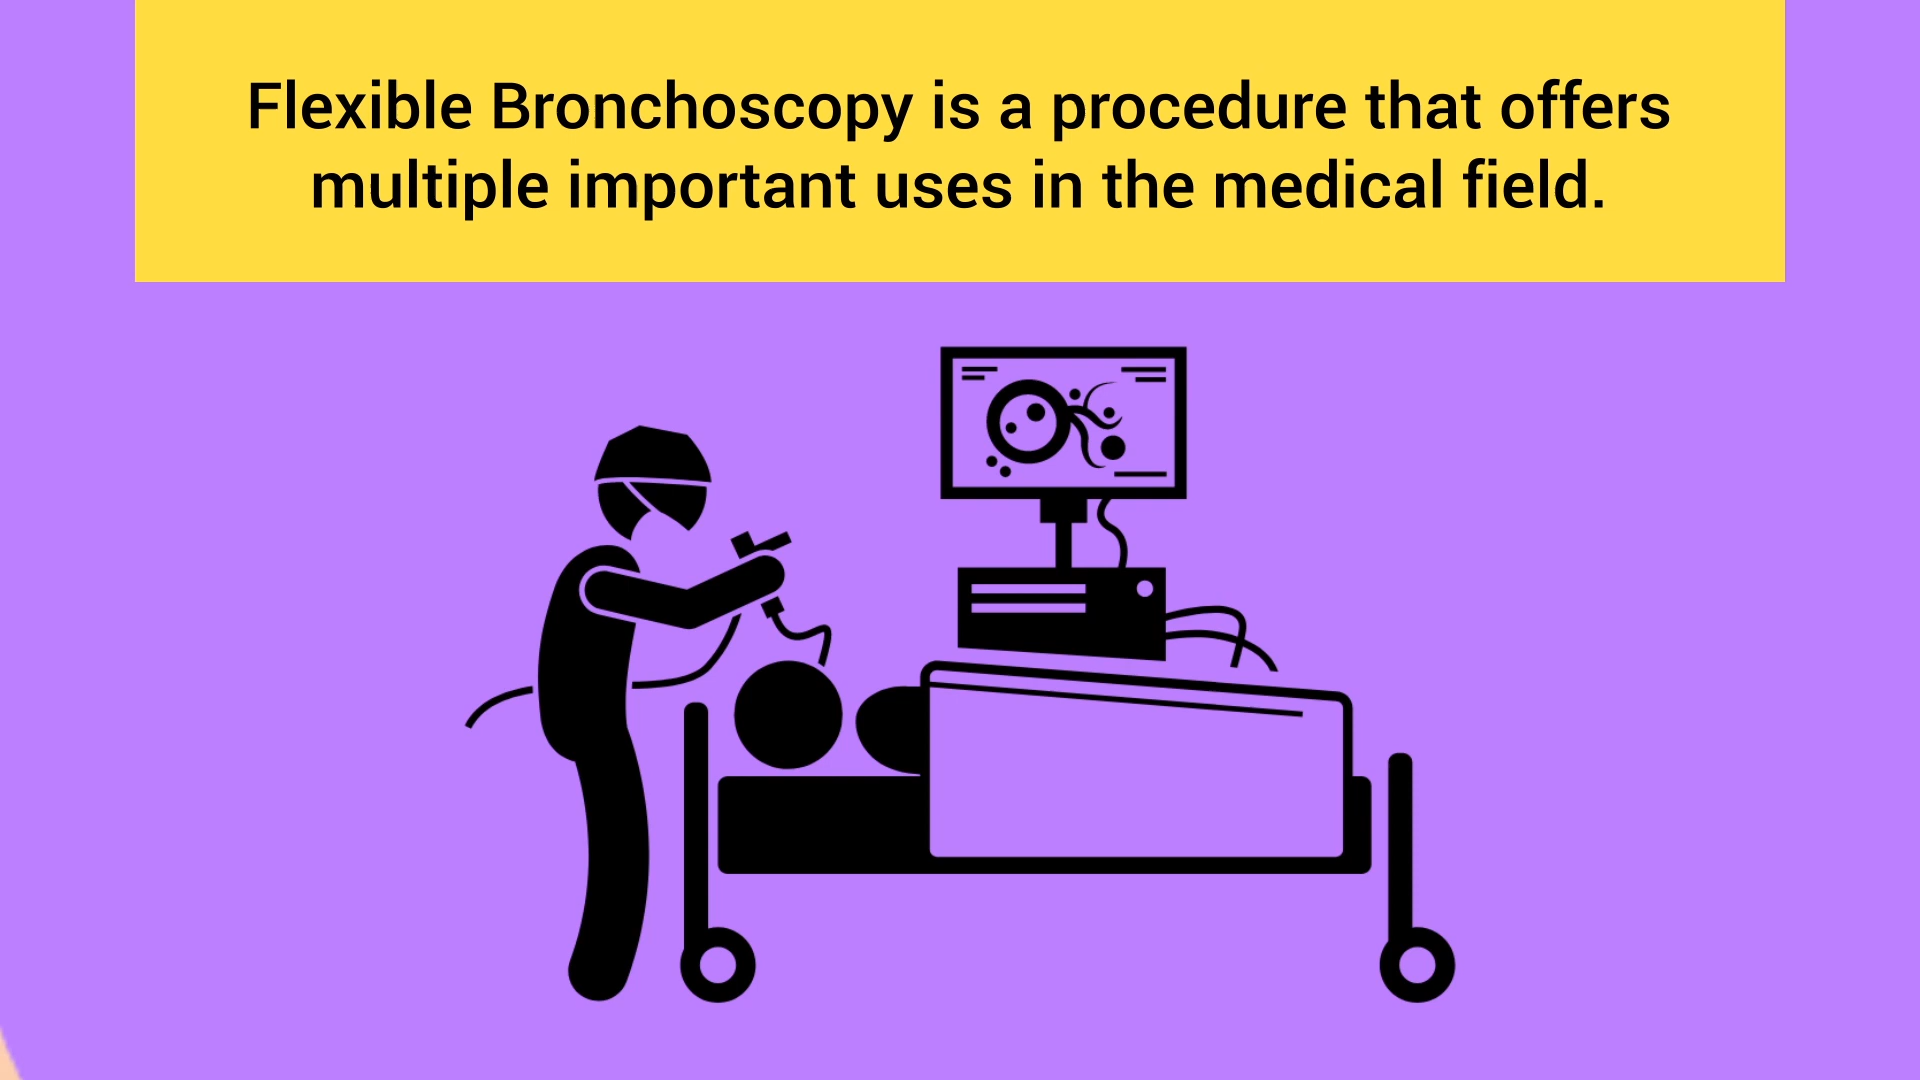 Flexible Bronchoscopy is a procedure that offers
multiple important uses in the medical field.